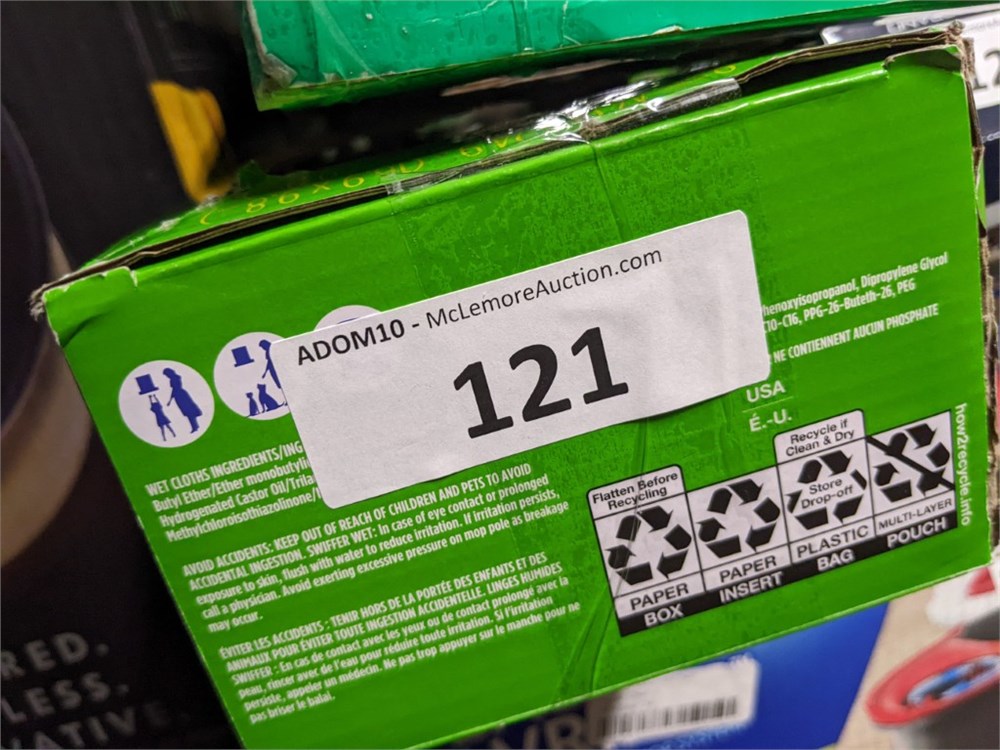 ADOM10 - McLemoreAuction.com
121
WET CLOTHS INGREDIENTS/ING
Butyl Ether/Ether monobutyli
Hydrogenated Castor Oil/Trila
Methylchloroisothiazolinone/
henoxyisopropanol, Dipropylene Glycol
C10-C16, PPG-26-Buteth-26, PEG
NE CONTIENNENT AUCUN PHOSPHATE
USA
É.-U.
AVOID ACCIDENTS: KEEP OUT OF REACH OF CHILDREN AND PETS TO AVOID
ACCIDENTAL INGESTION. SWIFFER WET: In case of eye contact or prolonged
exposure to skin, flush with water to reduce irritation. If irritation persists,
call a physician. Avoid exerting excessive pressure on mop pole as breakage
may occur.
ÉVITER LES ACCIDENTS : TENIR HORS DE LA PORTÉE DES ENFANTS ET DES
ANIMAUX POUR ÉVITER TOUTE INGESTION ACCIDENTELLE. LINGES HUMIDES
SWIFFER : En cas de contact avec les yeux ou de contact prolongé avec la
peau, rincer avec de l'eau pour réduire toute irritation. Si l'irritation
persiste, appeler un médecin. Ne pas trop appuyer sur le manche pour ne
pas briser le balai.
Flatten Before
Recycling
PAPER
BOX
PAPER
INSERT
Recycle if
Clean & Dry
Store
Drop-off
PLASTIC
BAG
MULTI-LAYER
POUCH
how2recycle.info
RED.
LESS.